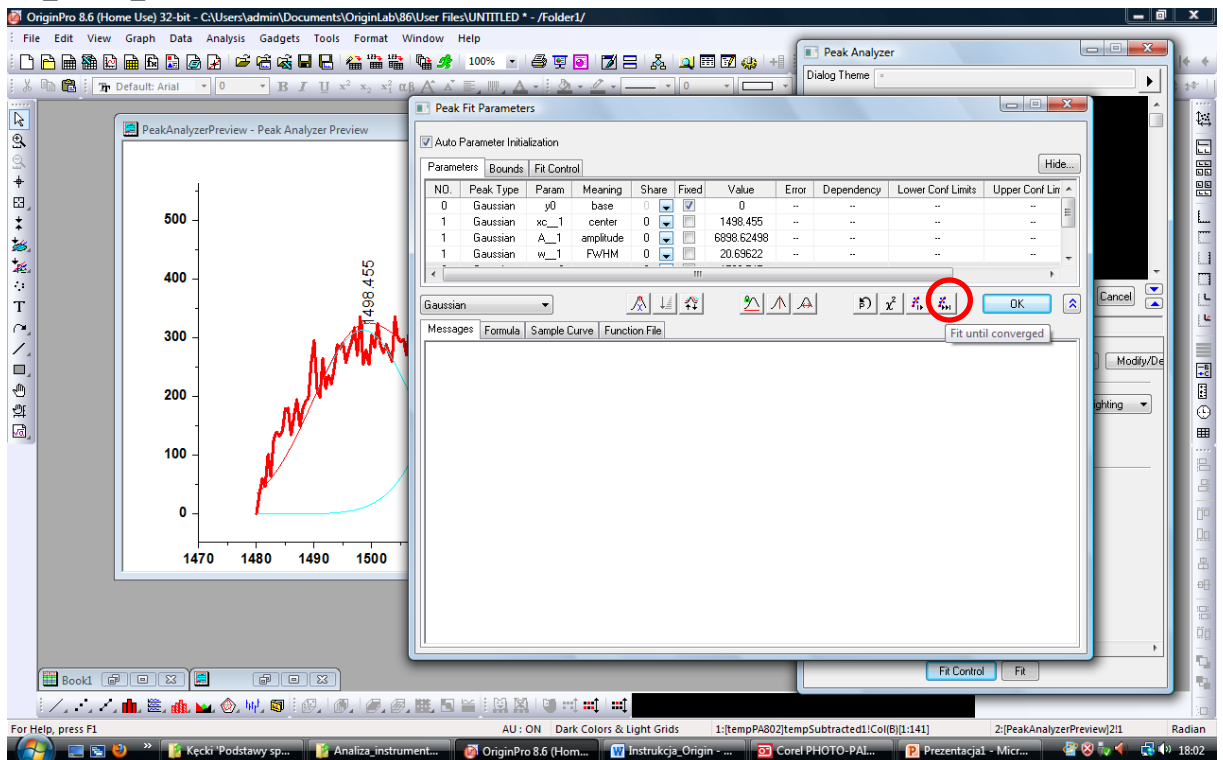 OriginPro 8.6 (Home Use) 32-bit - C:\Users\admin\Documents\OriginLab\86\User Files\UNTITLED * - /Folder1/
File Edit View Graph Data Analysis Gadgets Tools Format Window Help
100%
Default: Arial 0 B I U
Peak Analyzer
Dialog Theme *
PeakAnalyzerPreview - Peak Analyzer Preview
Peak Fit Parameters
Auto Parameter Initialization
Parameters Bounds Fit Control Hide...
NO. Peak Type Param Meaning Share Fixed Value Error Dependency Lower Conf Limits Upper Conf Lim
0 Gaussian y0 base 0 0 -- -- -- --
1 Gaussian xc__1 center 0 1498.455 -- -- -- --
1 Gaussian A__1 amplitude 0 6898.62498 -- -- -- --
1 Gaussian w__1 FWHM 0 20.69622 -- -- -- --
Gaussian OK Cancel
Fit until converged
Messages Formula Sample Curve Function File
Modify/De
ighting
1498.455
500
400
300
200
100
0
1470 1480 1490 1500
Fit Control Fit
Book1
For Help, press F1 AU : ON Dark Colors & Light Grids 1:[tempPA802]tempSubtracted1!Col(B)[1:141] 2:[PeakAnalyzerPreview]2!1 Radian
Kęcki 'Podstawy sp... Analiza_instrument... OriginPro 8.6 (Hom... Instrukcja_Origin - ... Corel PHOTO-PAI... Prezentacja1 - Micr... 18:02